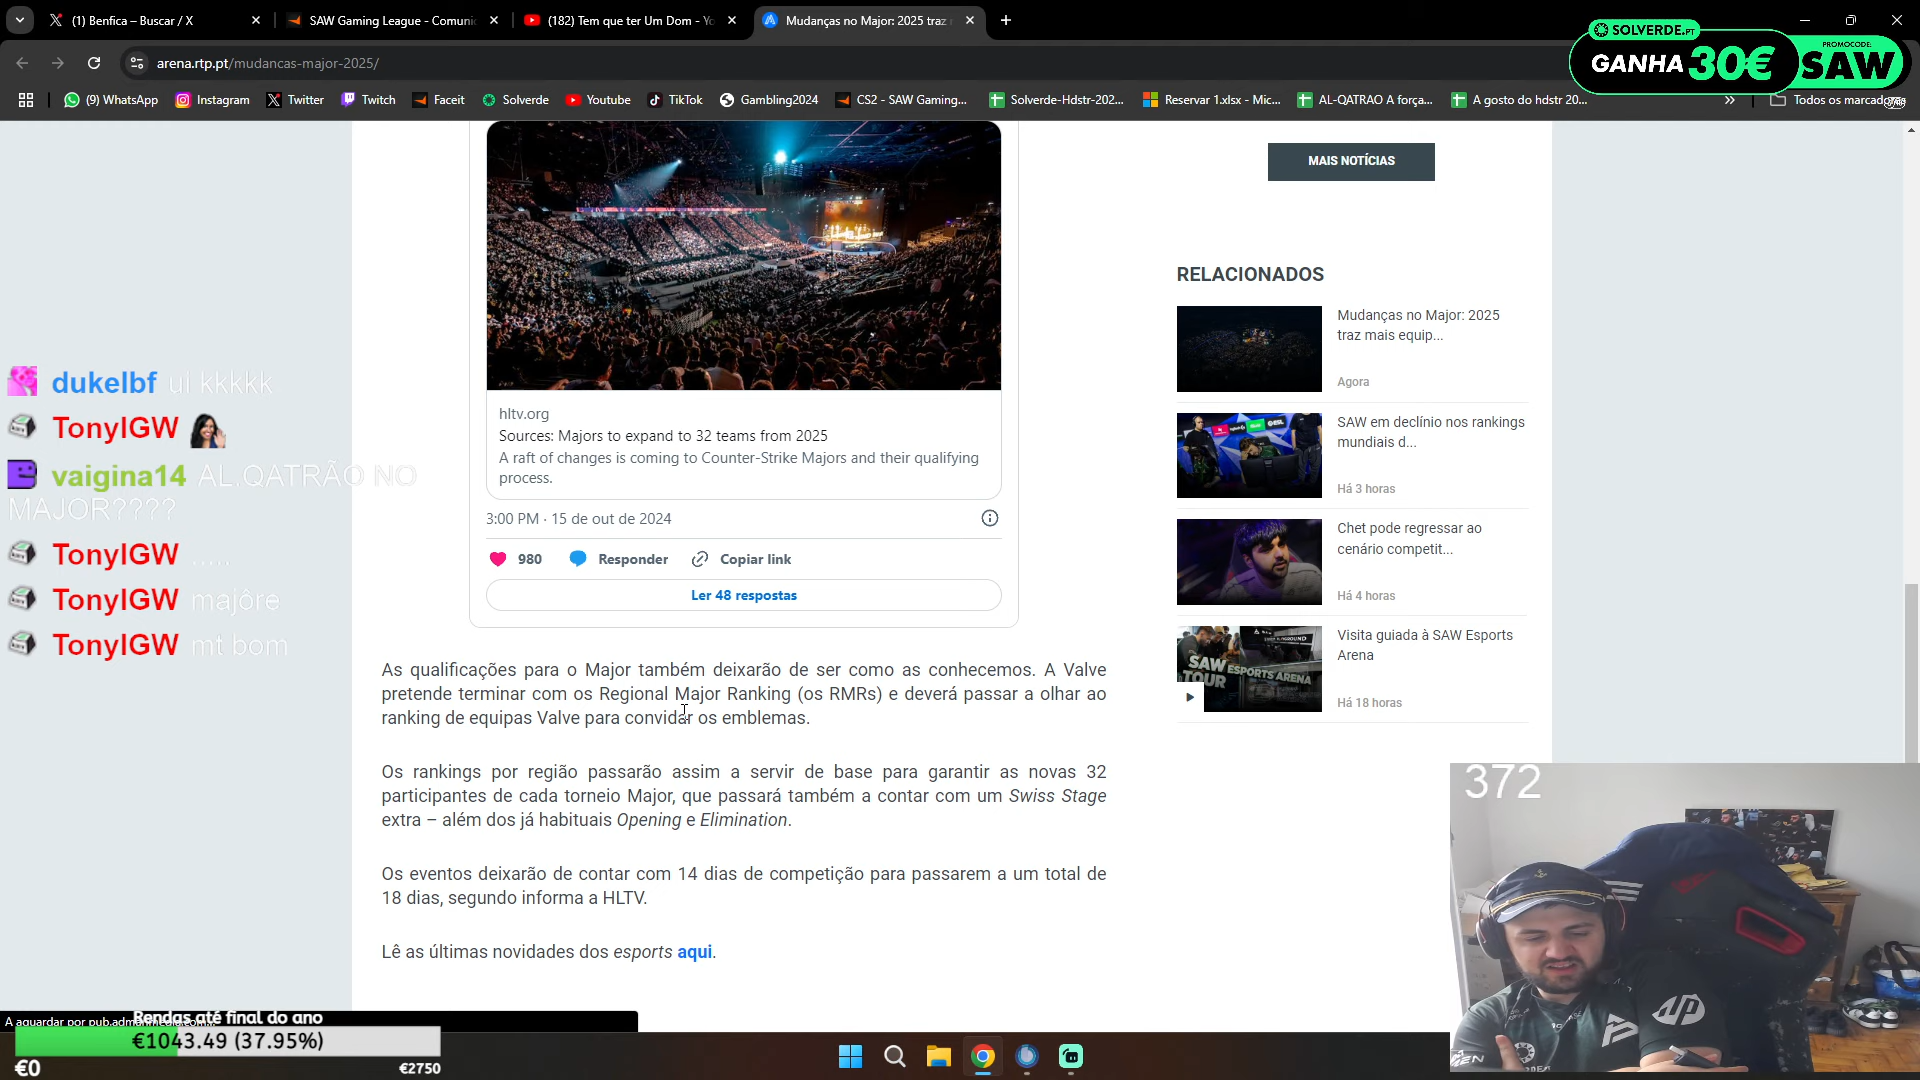 (1) Benfica – Buscar / X
SAW Gaming League - Comunic
(182) Tem que ter Um Dom - Yo
Mudanças no Major: 2025 traz
SOLVERDE.PT
GANHA 30€
PROMOCODE:
SAW
arena.rtp.pt/mudancas-major-2025/
(9) WhatsApp
Instagram
Twitter
Twitch
Faceit
Solverde
Youtube
TikTok
Gambling2024
CS2 - SAW Gaming...
Solverde-Hdstr-202...
Reservar 1.xlsx - Mic...
AL-QATRAO A força...
A gosto do hdstr 20...
Todos os marcadores
MAIS NOTÍCIAS
hltv.org
Sources: Majors to expand to 32 teams from 2025
A raft of changes is coming to Counter-Strike Majors and their qualifying
process.
3:00 PM · 15 de out de 2024
980
Responder
Copiar link
Ler 48 respostas
As qualificações para o Major também deixarão de ser como as conhecemos. A Valve
pretende terminar com os Regional Major Ranking (os RMRs) e deverá passar a olhar ao
ranking de equipas Valve para convidar os emblemas.
Os rankings por região passarão assim a servir de base para garantir as novas 32
participantes de cada torneio Major, que passará também a contar com um Swiss Stage
extra – além dos já habituais Opening e Elimination.
Os eventos deixarão de contar com 14 dias de competição para passarem a um total de
18 dias, segundo informa a HLTV.
Lê as últimas novidades dos esports aqui.
RELACIONADOS
Mudanças no Major: 2025
traz mais equip...
Agora
SAW em declínio nos rankings
mundiais d...
Há 3 horas
Chet pode regressar ao
cenário competit...
Há 4 horas
SAW ESPORTS ARENA
TOUR
Visita guiada à SAW Esports
Arena
Há 18 horas
dukelbf ui kkkkk
TonyIGW
vaigina14 AL.QATRÃO NO
MAJOR????
TonyIGW .....
TonyIGW majôre
TonyIGW mt bom
372
Rendas até final do ano
€1043.49 (37.95%)
€0
€2750